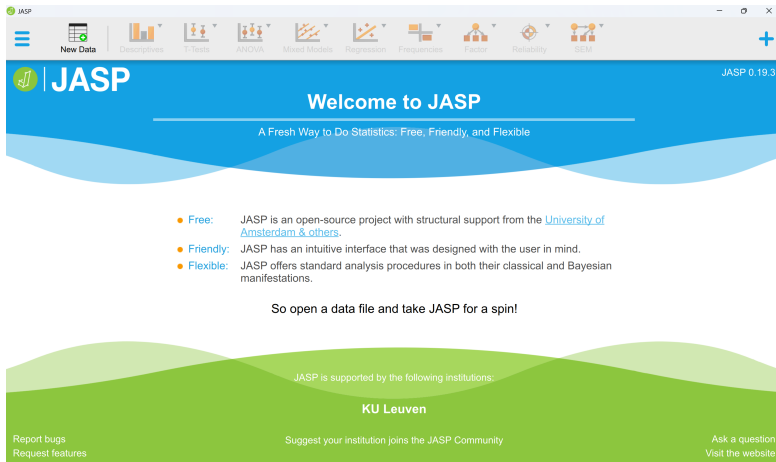 JASP
New Data
Descriptives
T-Tests
ANOVA
Mixed Models
Regression
Frequencies
Factor
Reliability
SEM
JASP
JASP 0.19.3
Welcome to JASP
A Fresh Way to Do Statistics: Free, Friendly, and Flexible
Free: JASP is an open-source project with structural support from the University of
Amsterdam & others.
Friendly: JASP has an intuitive interface that was designed with the user in mind.
Flexible: JASP offers standard analysis procedures in both their classical and Bayesian
manifestations.
So open a data file and take JASP for a spin!
JASP is supported by the following institutions:
KU Leuven
Report bugs
Request features
Suggest your institution joins the JASP Community
Ask a question
Visit the website